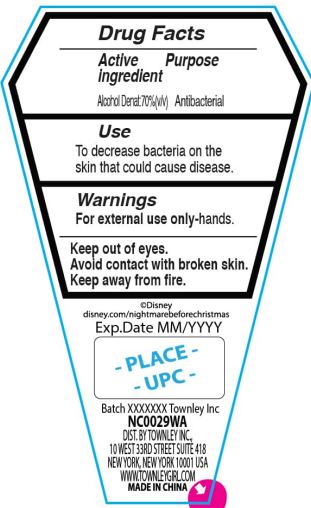 Drug Facts
Active Purpose
ingredient
Alcohol Denat.70%(v/v) Antibacterial
Use
To decrease bacteria on the
skin that could cause disease.
Warnings
For external use only-hands.
Keep out of eyes.
Avoid contact with broken skin.
Keep away from fire.
©Disney
disney.com/nightmarebeforechristmas
Exp.Date MM/YYYY
- PLACE -
- UPC -
Batch XXXXXXX Townley Inc
NC0029WA
DIST. BY TOWNLEY INC.,
10 WEST 33RD STREET SUITE 418
NEW YORK, NEW YORK 10001 USA
WWW.TOWNLEYGIRL.COM
MADE IN CHINA